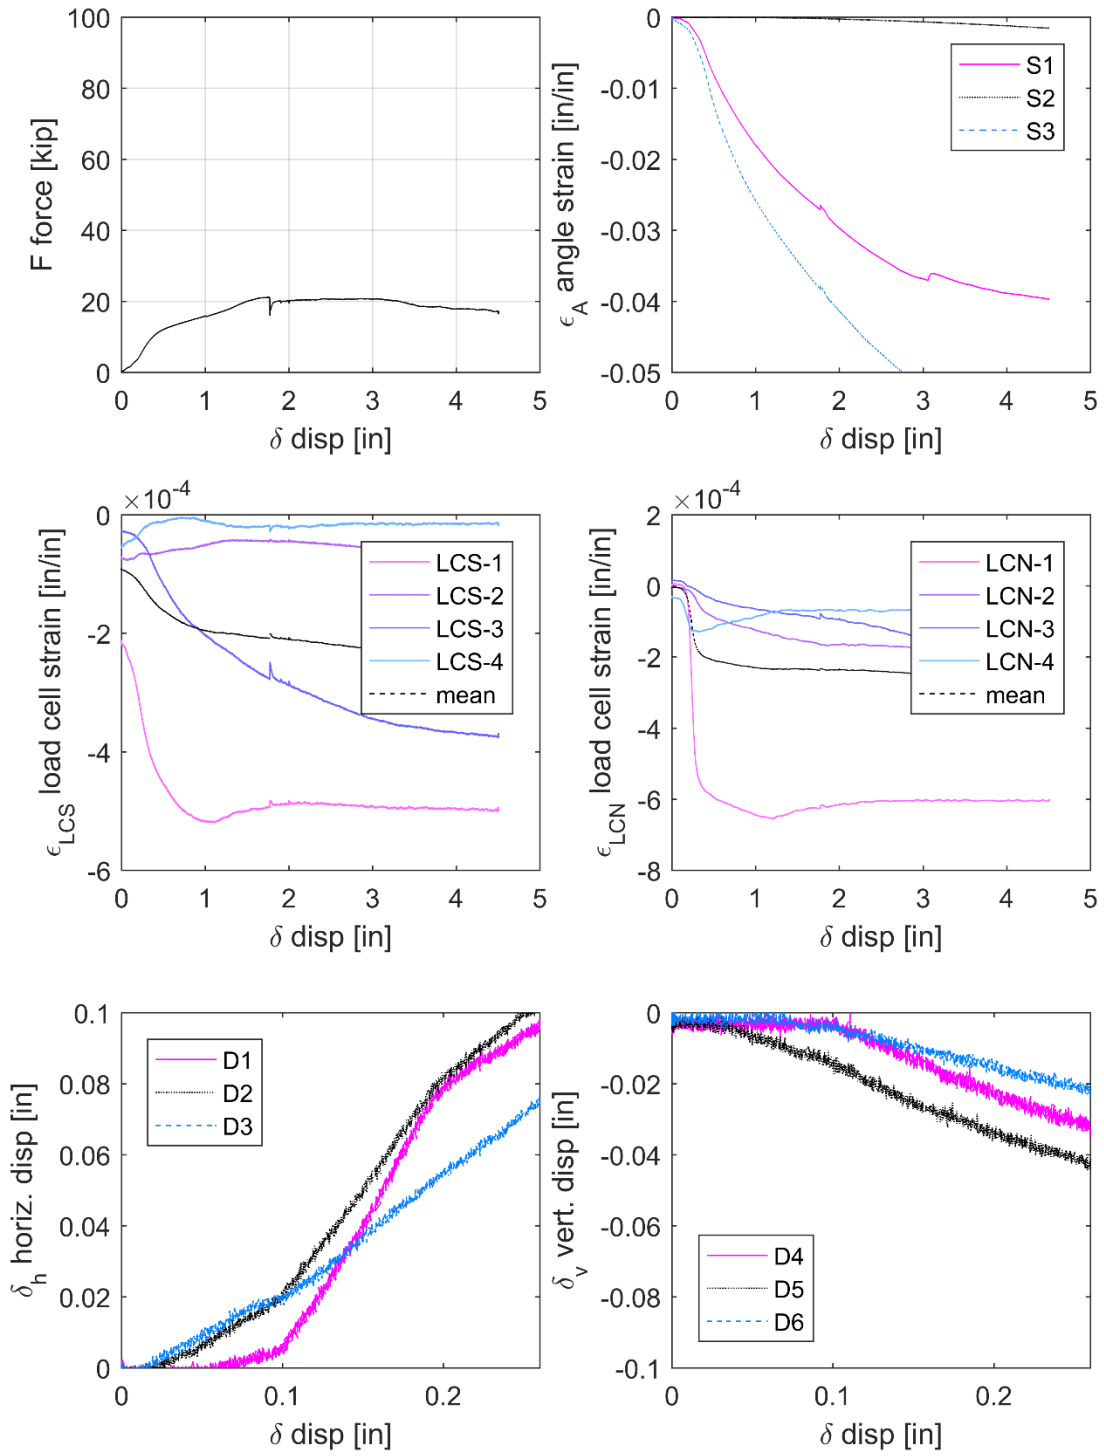 100
80
60
40
20
0
F force [kip]
0 1 2 3 4 5
δ disp [in]
0
-0.01
-0.02
-0.03
-0.04
-0.05
ϵA angle strain [in/in]
S1
S2
S3
0 1 2 3 4 5
δ disp [in]
×10-4
0
-2
-4
-6
ϵLCS load cell strain [in/in]
LCS-1
LCS-2
LCS-3
LCS-4
mean
0 1 2 3 4 5
δ disp [in]
×10-4
2
0
-2
-4
-6
-8
ϵLCN load cell strain [in/in]
LCN-1
LCN-2
LCN-3
LCN-4
mean
0 1 2 3 4 5
δ disp [in]
0.1
0.08
0.06
0.04
0.02
0
δh horiz. disp [in]
D1
D2
D3
0 0.1 0.2
δ disp [in]
0
-0.02
-0.04
-0.06
-0.08
-0.1
δv vert. disp [in]
D4
D5
D6
0 0.1 0.2
δ disp [in]